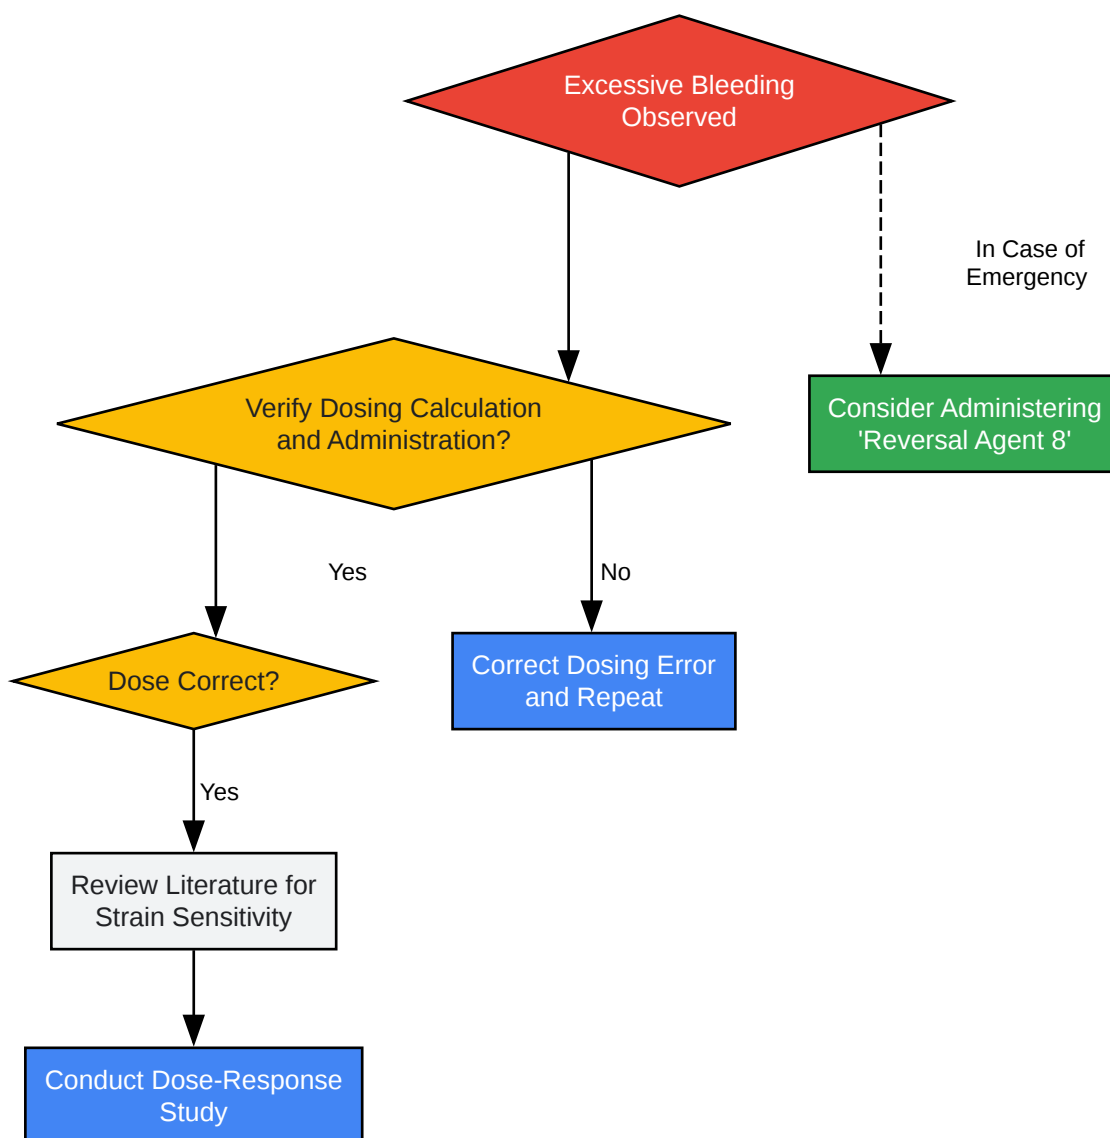 Excessive Bleeding
Observed
In Case of
Emergency
Verify Dosing Calculation
and Administration?
Consider Administering
'Reversal Agent 8'
Yes
No
Dose Correct?
Correct Dosing Error
and Repeat
Yes
Review Literature for
Strain Sensitivity
Conduct Dose-Response
Study